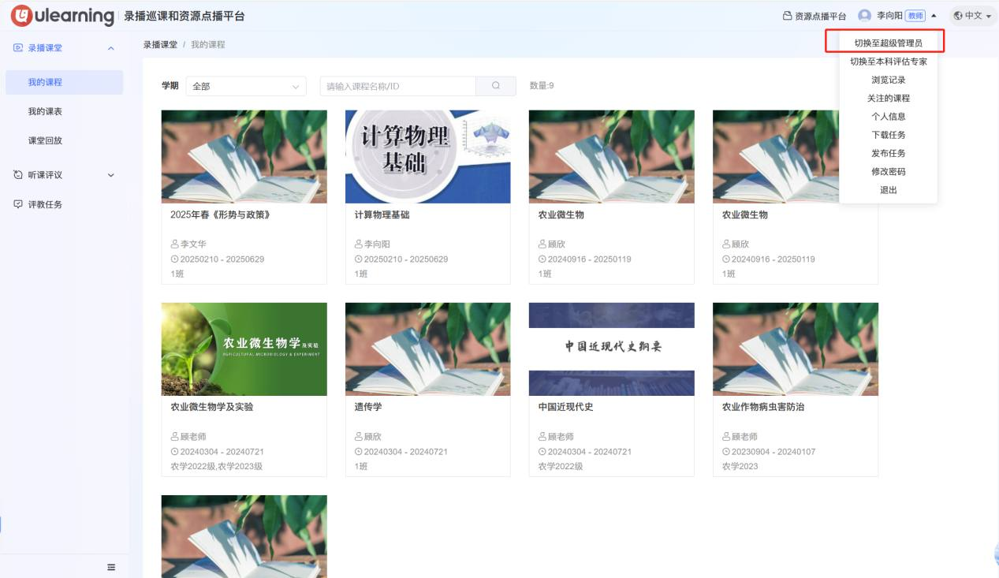 ulearning 录播巡课和资源点播平台
资源点播平台 李向阳 教师 中文
录播课堂
我的课程
我的课表
课堂回放
听课评议
评教任务
录播课堂 / 我的课程
切换至超级管理员
切换至本科评估专家
浏览记录
关注的课程
个人信息
下载任务
发布任务
修改密码
退出
学期 全部 请输入课程名称/ID 数量:9
2025年春《形势与政策》
李文华
20250210 - 20250629
1班
计算物理
基础
计算物理基础
李向阳
20250210 - 20250629
1班
农业微生物
顾欣
20240916 - 20250119
1班
农业微生物
顾欣
20240916 - 20250119
1班
农业微生物学及实验
AGRICULTURAL MICROBIOLOGY & EXPERIMENT
农业微生物学及实验
顾老师
20240304 - 20240721
农学2022级,农学2023级
遗传学
顾欣
20240304 - 20240721
1班
中国近现代史纲要
中国近现代史
顾老师
20240304 - 20240721
农学2022级
农业作物病虫害防治
顾老师
20230904 - 20240107
农学2023